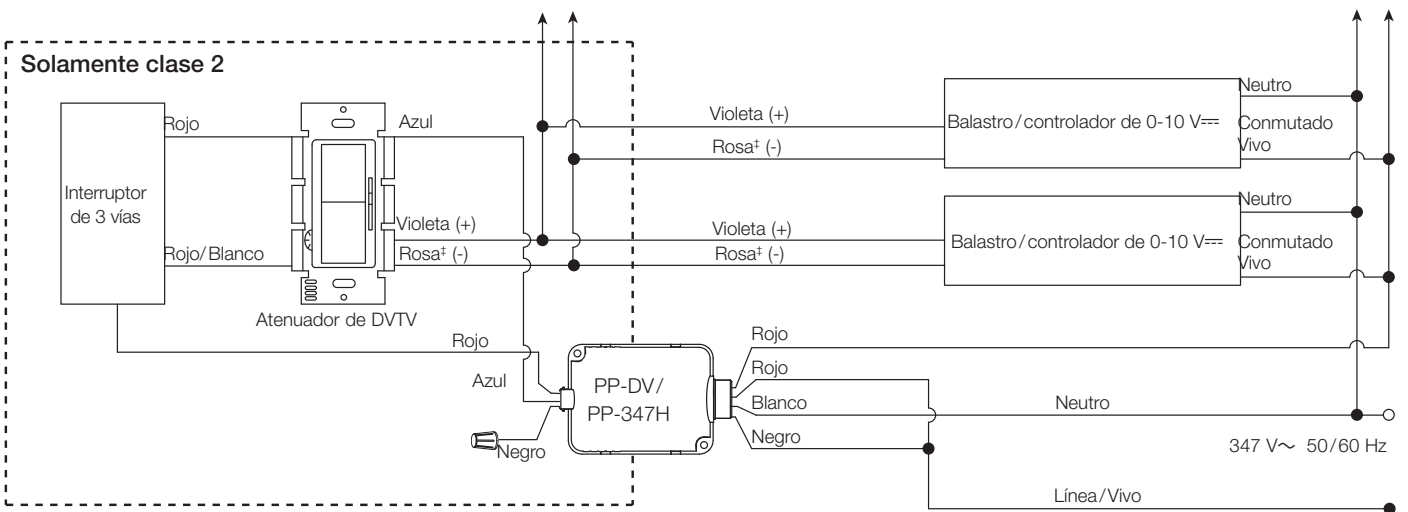 Solamente clase 2
Interruptor
de 3 vías
Rojo
Rojo/Blanco
Azul
Violeta (+)
Rosa‡ (-)
Atenuador de DVTV
Violeta (+)
Rosa‡ (-)
Balastro/controlador de 0-10 V⎓
Neutro
Conmutado
Vivo
Violeta (+)
Rosa‡ (-)
Balastro/controlador de 0-10 V⎓
Neutro
Conmutado
Vivo
Rojo
Azul
Negro
PP-DV/
PP-347H
Rojo
Rojo
Blanco
Negro
Neutro
347 V~ 50/60 Hz
Línea/Vivo